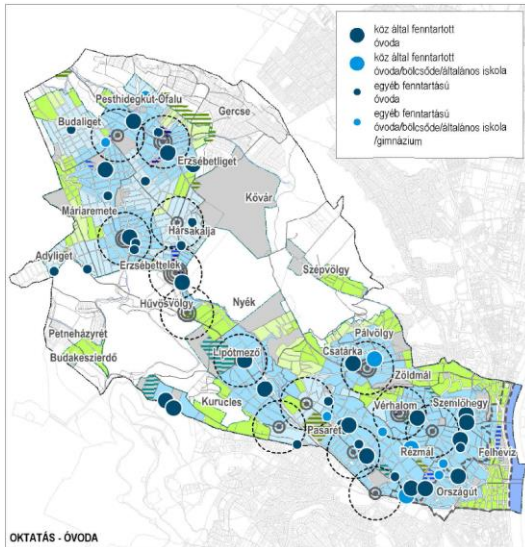 köz által fenntartott
óvoda
köz által fenntartott
óvoda/bölcsőde/általános iskola
egyéb fenntartású
óvoda
egyéb fenntartású
óvoda/bölcsőde/általános iskola
/gimnázium
Pesthidegkút-Ófalu
Gercse
Budaliget
Erzsébetliget
Kővár
Máriaremete
Hársakalja
Adyliget
Erzsébettelek
Szépvölgy
Hűvösvölgy
Nyék
Petneházyrét
Pálvölgy
Budakeszierdő
Lipótmező
Csatárka
Zöldmál
Kurucles
Vérhalom
Szemlőhegy
Pasarét
Rézmál
Felhévíz
Országút
OKTATÁS - ÓVODA